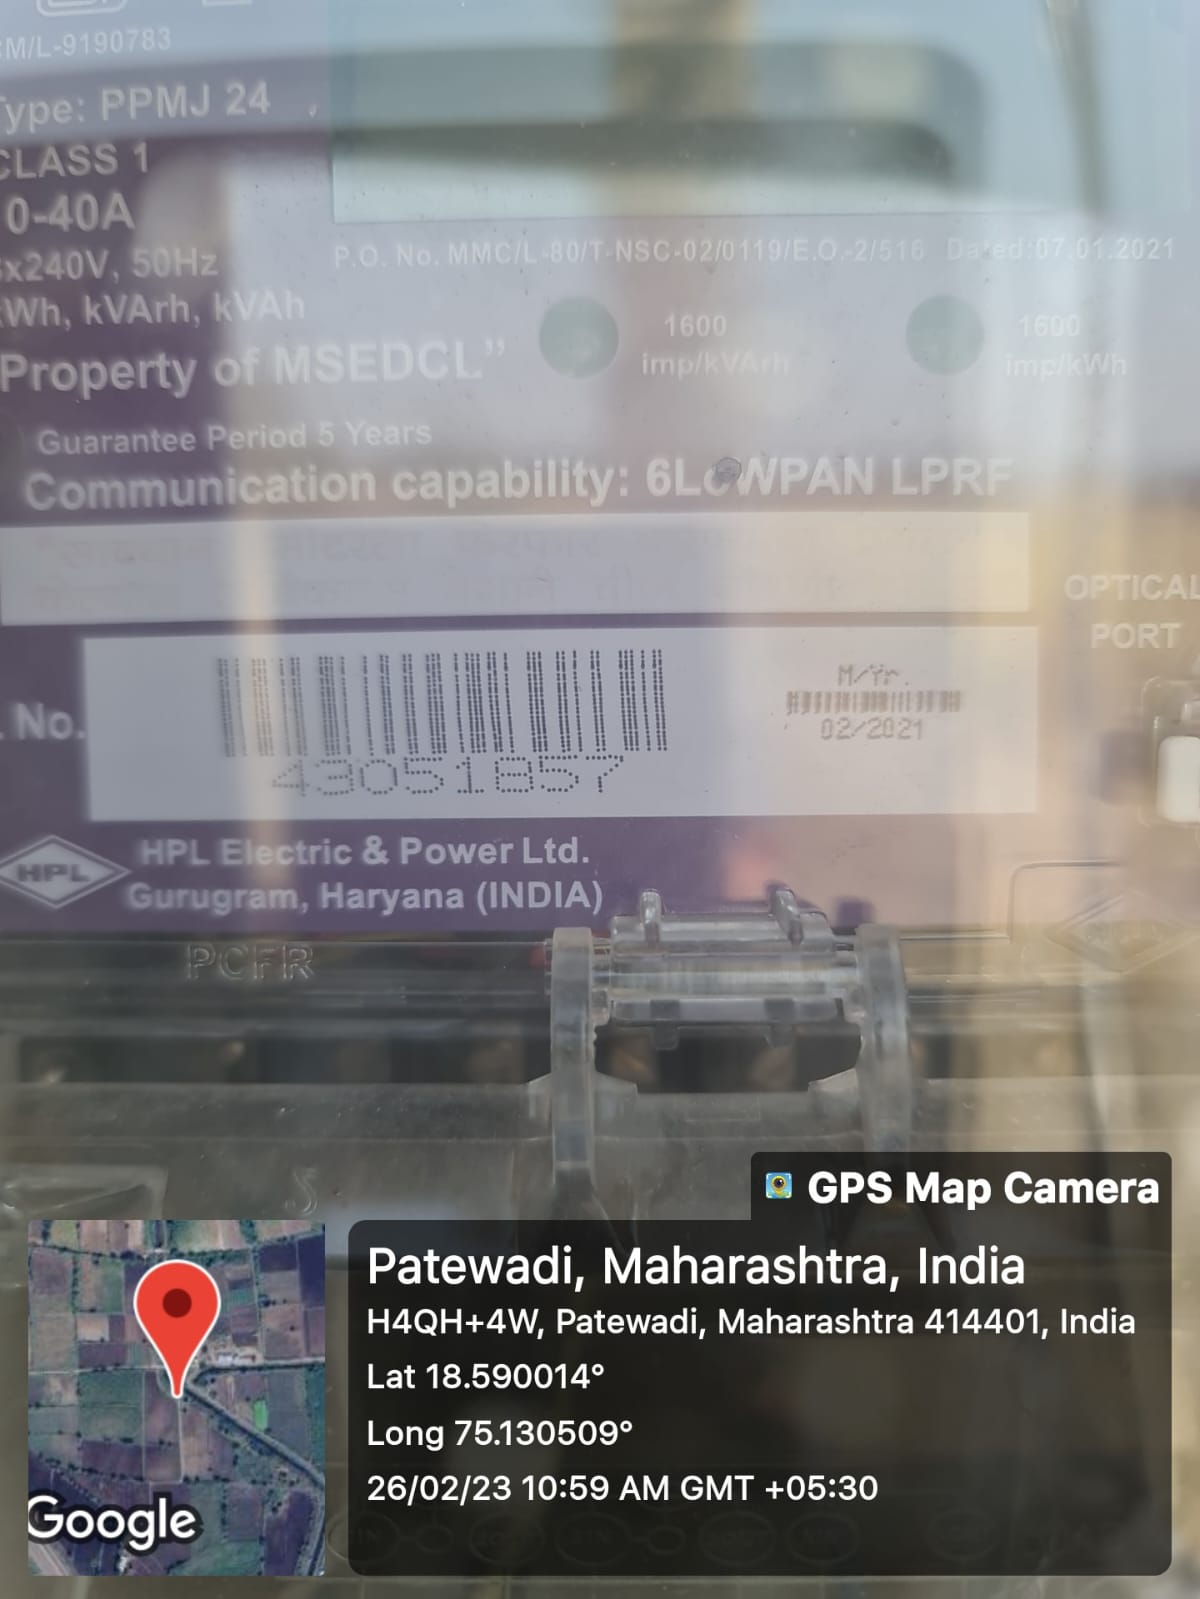 CM/L-9190783
Type: PPMJ 24
CLASS 1
0-40A
x240V, 50Hz
Wh, kVArh, kVAh
Property of MSEDCL"
P.O. No. MMC/L-80/T-NSC-02/0119/E.O.-2/516 Dated:07.01.2021
1600
imp/kVArh
1600
imp/kWh
Guarantee Period 5 Years
Communication capability: 6LoWPAN LPRF
OPTICAL
PORT
No.
43051857
M/Yr.
02/2021
HPL
HPL Electric & Power Ltd.
Gurugram, Haryana (INDIA)
PCFR
GPS Map Camera
Patewadi, Maharashtra, India
H4QH+4W, Patewadi, Maharashtra 414401, India
Lat 18.590014°
Long 75.130509°
26/02/23 10:59 AM GMT +05:30
Google